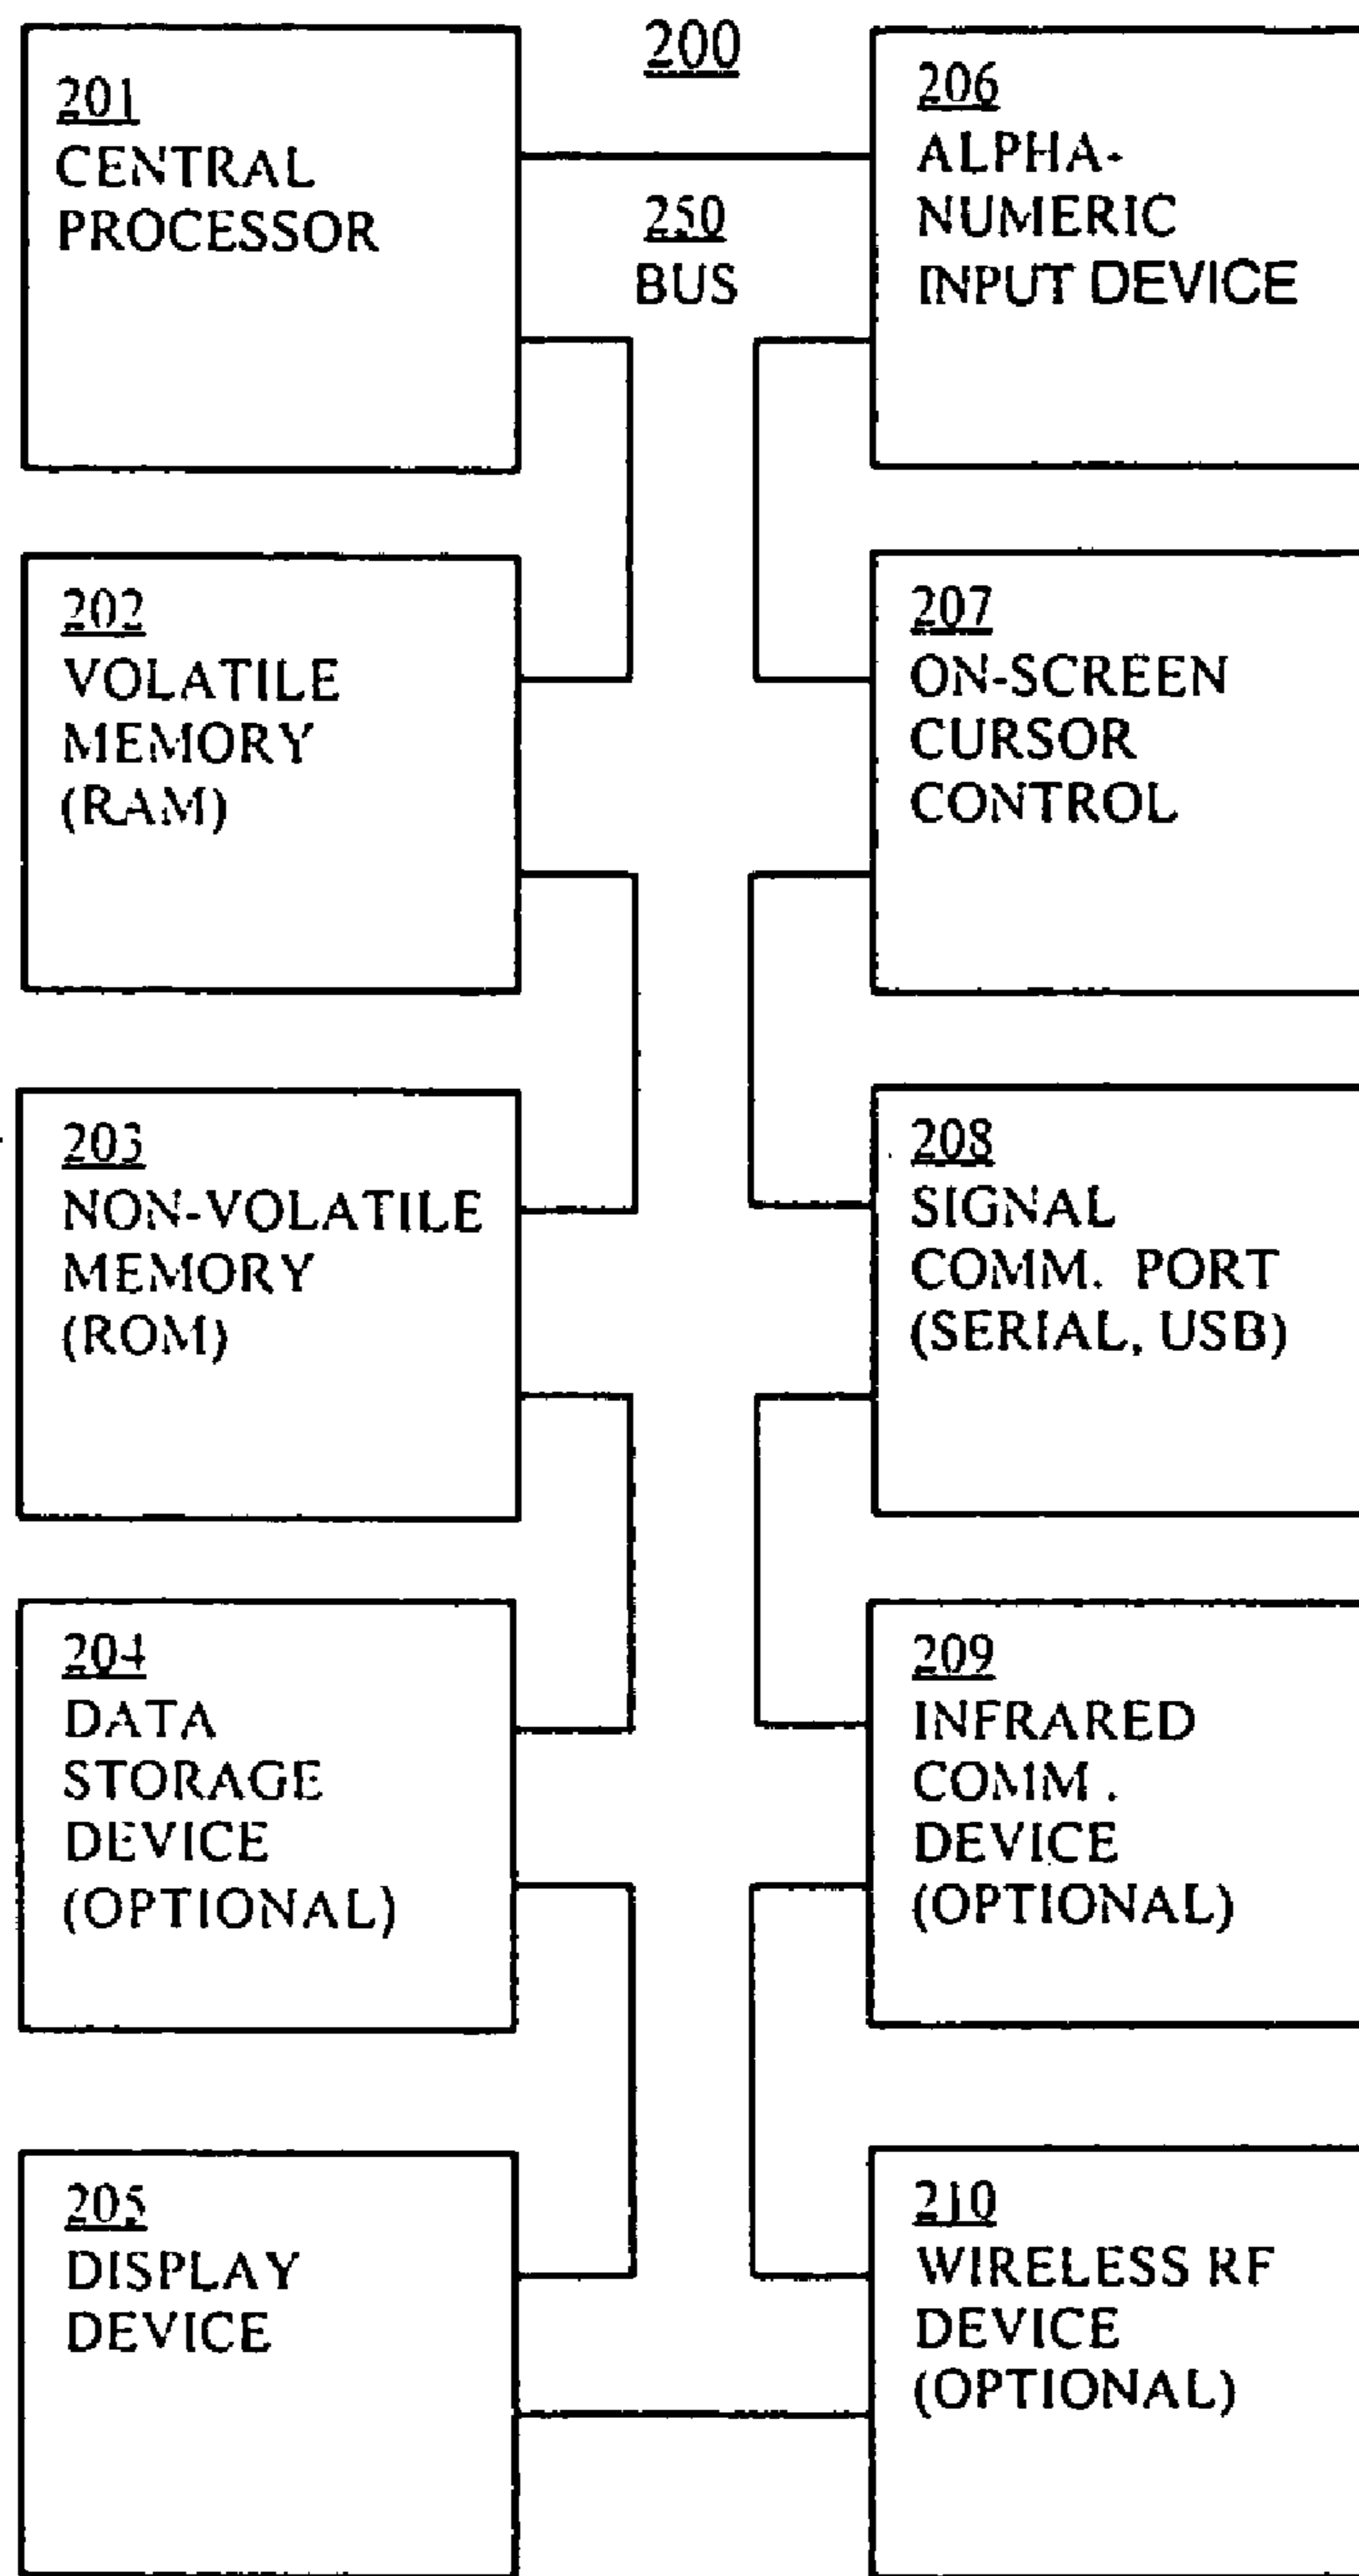 200
201
CENTRAL
PROCESSOR
250
BUS
206
ALPHA-
NUMERIC
INPUT DEVICE
202
VOLATILE
MEMORY
(RAM)
207
ON-SCREEN
CURSOR
CONTROL
203
NON-VOLATILE
MEMORY
(ROM)
208
SIGNAL
COMM. PORT
(SERIAL, USB)
204
DATA
STORAGE
DEVICE
(OPTIONAL)
209
INFRARED
COMM.
DEVICE
(OPTIONAL)
205
DISPLAY
DEVICE
210
WIRELESS RF
DEVICE
(OPTIONAL)